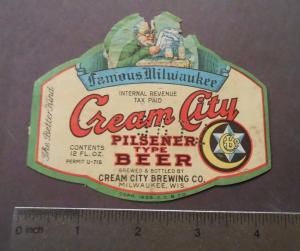 Famous Milwaukee
INTERNAL REVENUE
TAX PAID
Cream City
PILSENER
TYPE
BEER
The Better Kind
CONTENTS
12 FL. OZ.
PERMIT U-716
BREWED & BOTTLED BY
CREAM CITY BREWING CO.
MILWAUKEE, WIS.
0 inch 1 2 3 4